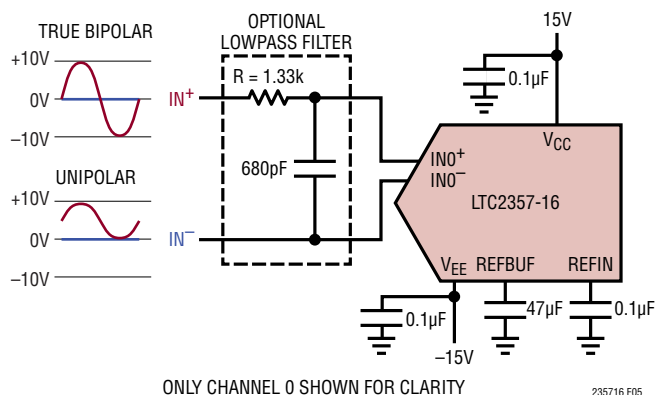 TRUE BIPOLAR
+10V
0V
–10V
UNIPOLAR
+10V
0V
–10V
IN+
IN–
OPTIONAL
LOWPASS FILTER
R = 1.33k
680pF
15V
0.1µF
VCC
IN0+
IN0–
LTC2357-16
VEE
REFBUF
REFIN
0.1µF
–15V
47µF
0.1µF
ONLY CHANNEL 0 SHOWN FOR CLARITY
235716 F05